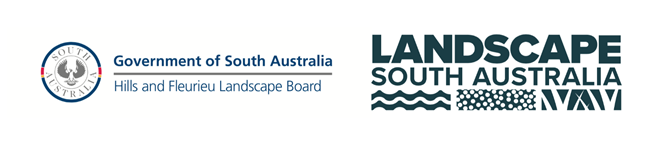 SOUTH
AUSTRALIA
Government of South Australia
Hills and Fleurieu Landscape Board
LANDSCAPE
SOUTH AUSTRALIA